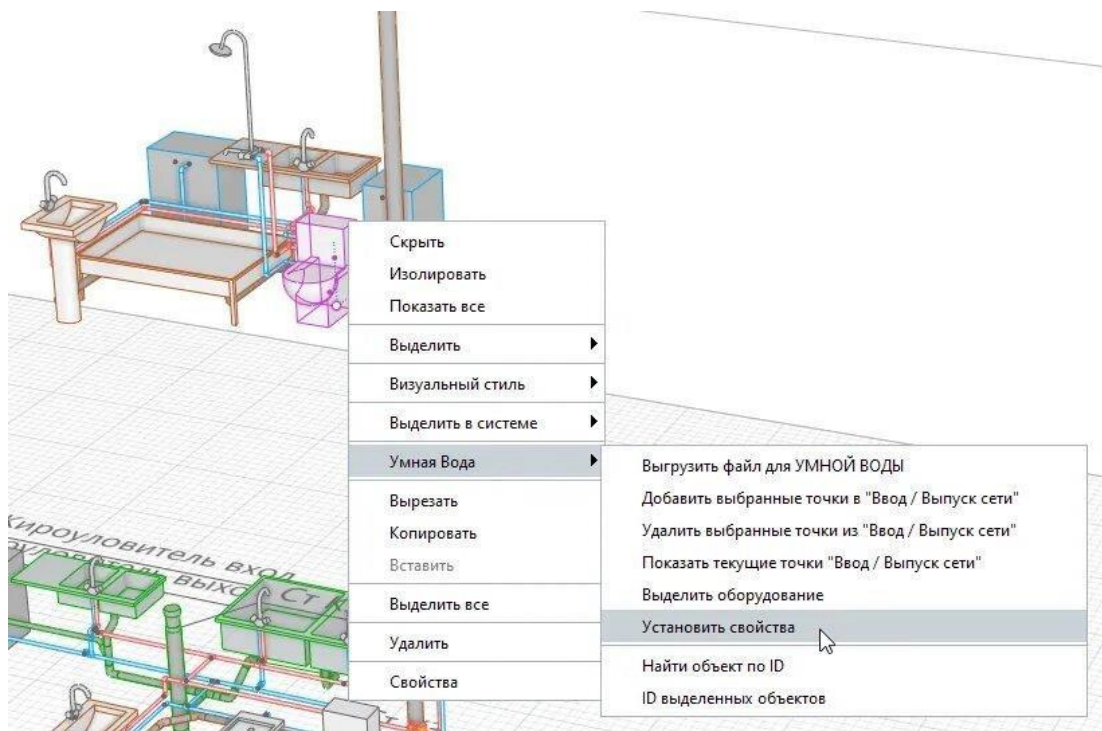 Скрыть
Изолировать
Показать все
Выделить
Визуальный стиль
Выделить в системе
Умная Вода
Вырезать
Копировать
Вставить
Выделить все
Удалить
Свойства
Выгрузить файл для УМНОЙ ВОДЫ
Добавить выбранные точки в "Ввод / Выпуск сети"
Удалить выбранные точки из "Ввод / Выпуск сети"
Показать текущие точки "Ввод / Выпуск сети"
Выделить оборудование
Установить свойства
Найти объект по ID
ID выделенных объектов
вход
Ст